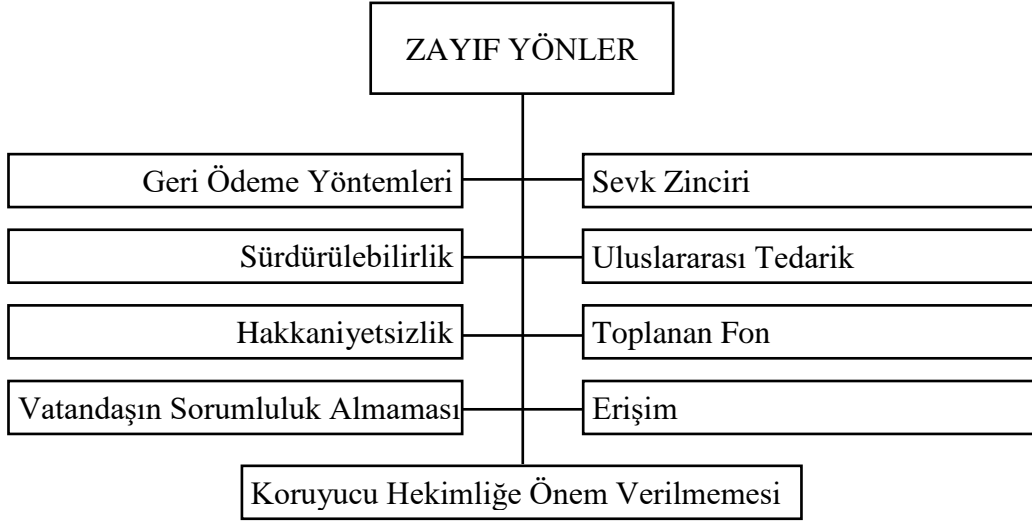 ZAYIF YÖNLER
Geri Ödeme Yöntemleri
Sevk Zinciri
Sürdürülebilirlik
Uluslararası Tedarik
Hakkaniyetsizlik
Toplanan Fon
Vatandaşın Sorumluluk Almaması
Erişim
Koruyucu Hekimliğe Önem Verilmemesi